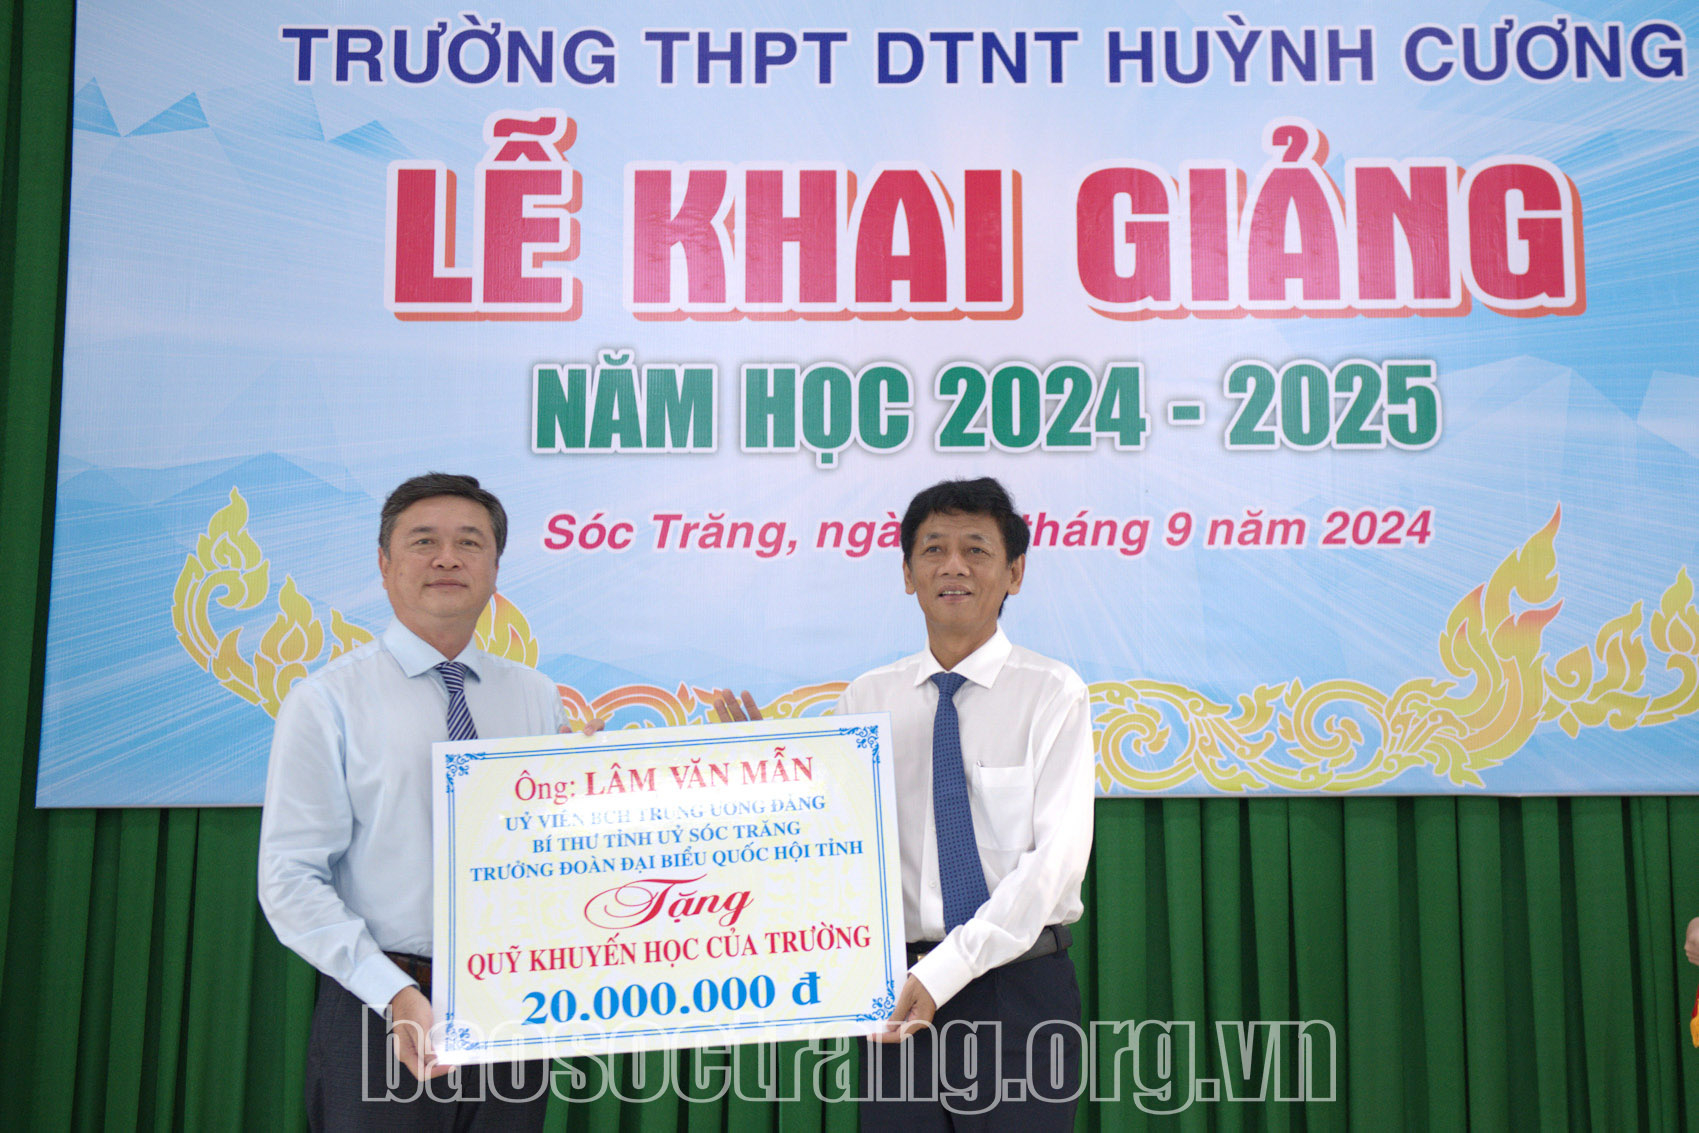 TRƯỜNG THPT DTNT HUỲNH CƯƠNG
LỄ KHAI GIẢNG
NĂM HỌC 2024 - 2025
Sóc Trăng, ngà tháng 9 năm 2024
Ông: LÂM VĂN MẪN
UỶ VIÊN BCH TRUNG ƯƠNG ĐẢNG
BÍ THƯ TỈNH UỶ SÓC TRĂNG
TRƯỞNG ĐOÀN ĐẠI BIỂU QUỐC HỘI TỈNH
Tặng
QUỸ KHUYẾN HỌC CỦA TRƯỜNG
20.000.000 đ
baosoctrang.org.vn